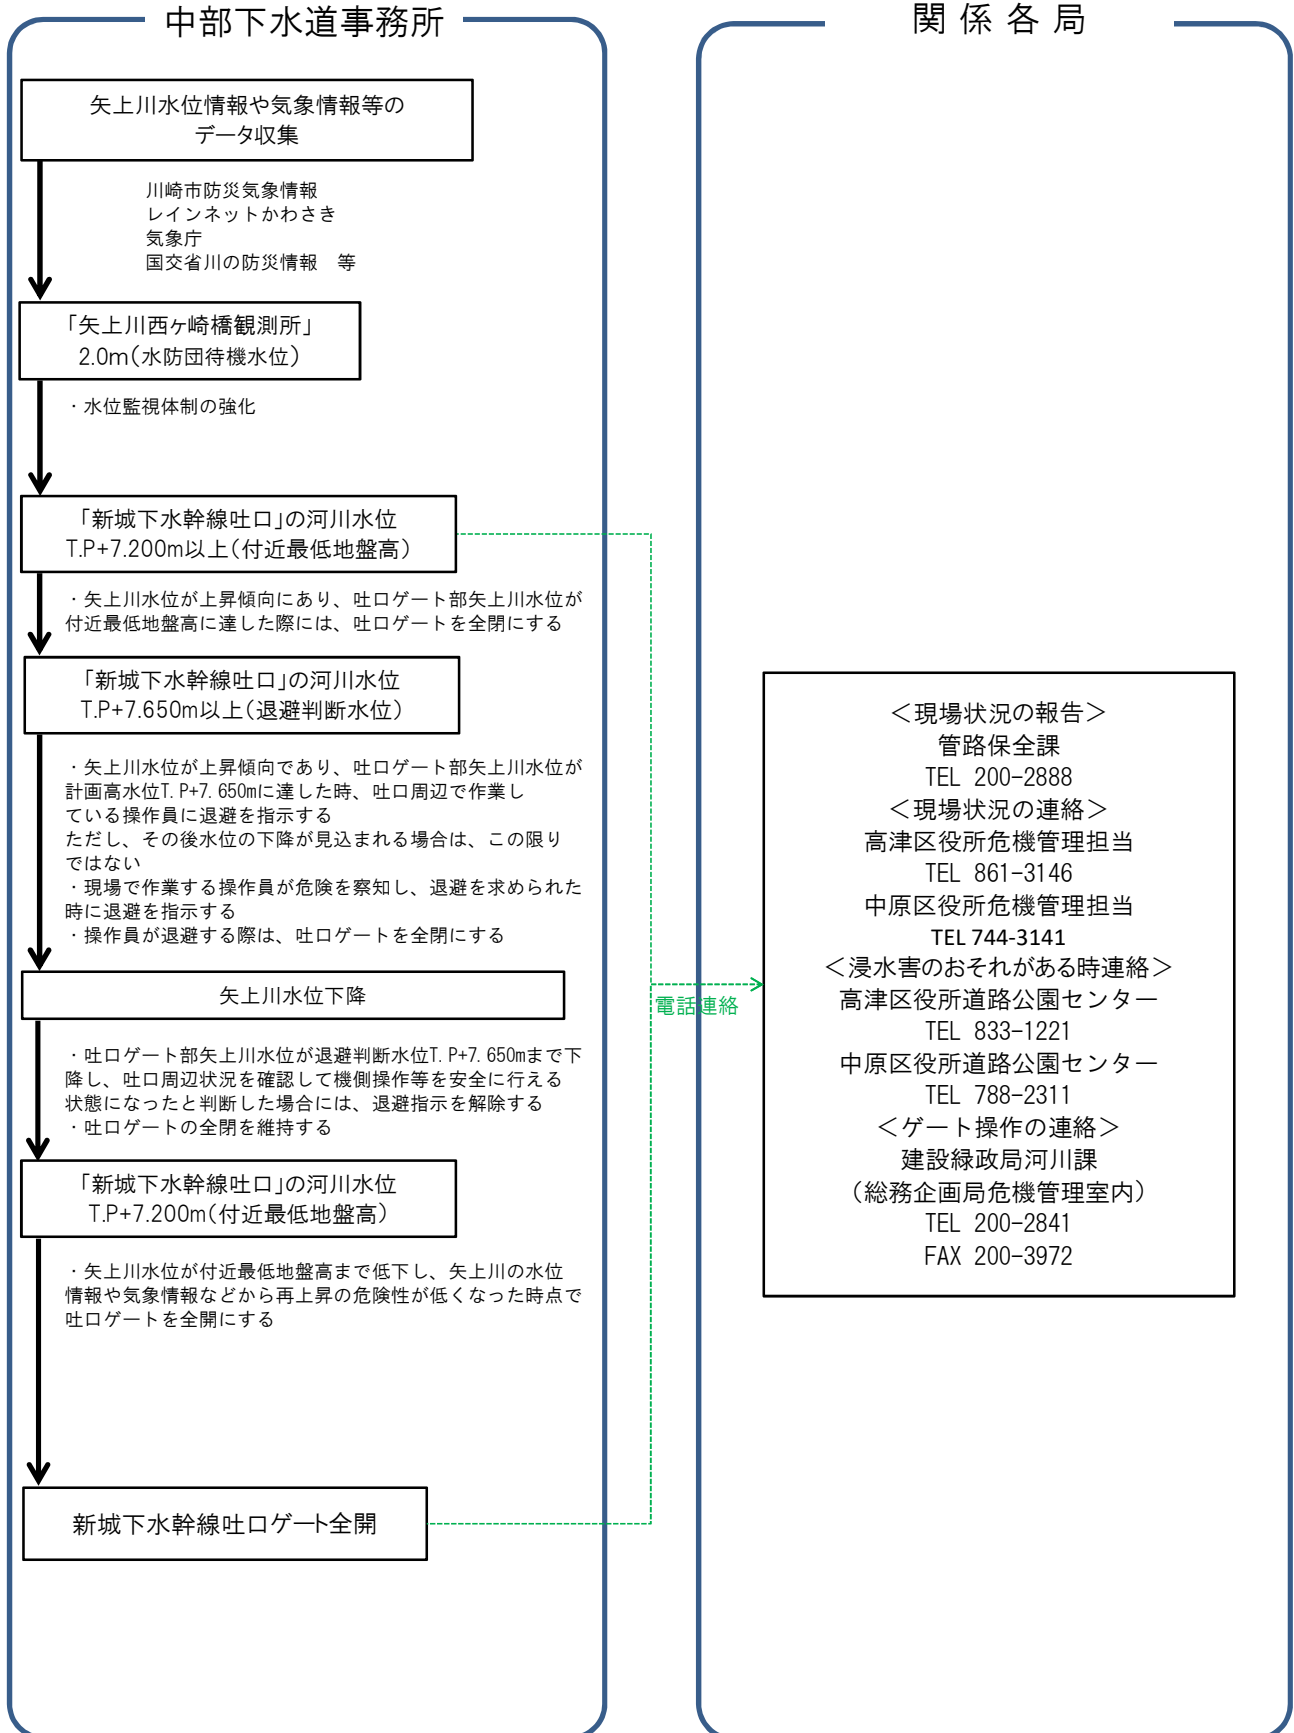 中部下水道事務所
矢上川水位情報や気象情報等の
データ収集
川崎市防災気象情報
レインネットかわさき
気象庁
国交省川の防災情報　等
「矢上川西ヶ崎橋観測所」
2.0m(水防団待機水位)
・水位監視体制の強化
「新城下水幹線吐口」の河川水位
T.P+7.200m以上(付近最低地盤高)
・矢上川水位が上昇傾向にあり、吐口ゲート部矢上川水位が
付近最低地盤高に達した際には、吐口ゲートを全閉にする
「新城下水幹線吐口」の河川水位
T.P+7.650m以上(退避判断水位)
・矢上川水位が上昇傾向であり、吐口ゲート部矢上川水位が
計画高水位T.P+7.650mに達した時、吐口周辺で作業し
ている操作員に退避を指示する
ただし、その後水位の下降が見込まれる場合は、この限り
ではない
・現場で作業する操作員が危険を察知し、退避を求められた
時に退避を指示する
・操作員が退避する際は、吐口ゲートを全閉にする
矢上川水位下降
・吐口ゲート部矢上川水位が退避判断水位T.P+7.650mまで下
降し、吐口周辺状況を確認して機側操作等を安全に行える
状態になったと判断した場合には、退避指示を解除する
・吐口ゲートの全閉を維持する
「新城下水幹線吐口」の河川水位
T.P+7.200m(付近最低地盤高)
・矢上川水位が付近最低地盤高まで低下し、矢上川の水位
情報や気象情報などから再上昇の危険性が低くなった時点で
吐口ゲートを全開にする
新城下水幹線吐口ゲート全開
電話連絡
関係各局
＜現場状況の報告＞
管路保全課
TEL 200-2888
＜現場状況の連絡＞
高津区役所危機管理担当
TEL 861-3146
中原区役所危機管理担当
TEL 744-3141
＜浸水害のおそれがある時連絡＞
高津区役所道路公園センター
TEL 833-1221
中原区役所道路公園センター
TEL 788-2311
＜ゲート操作の連絡＞
建設緑政局河川課
(総務企画局危機管理室内)
TEL 200-2841
FAX 200-3972